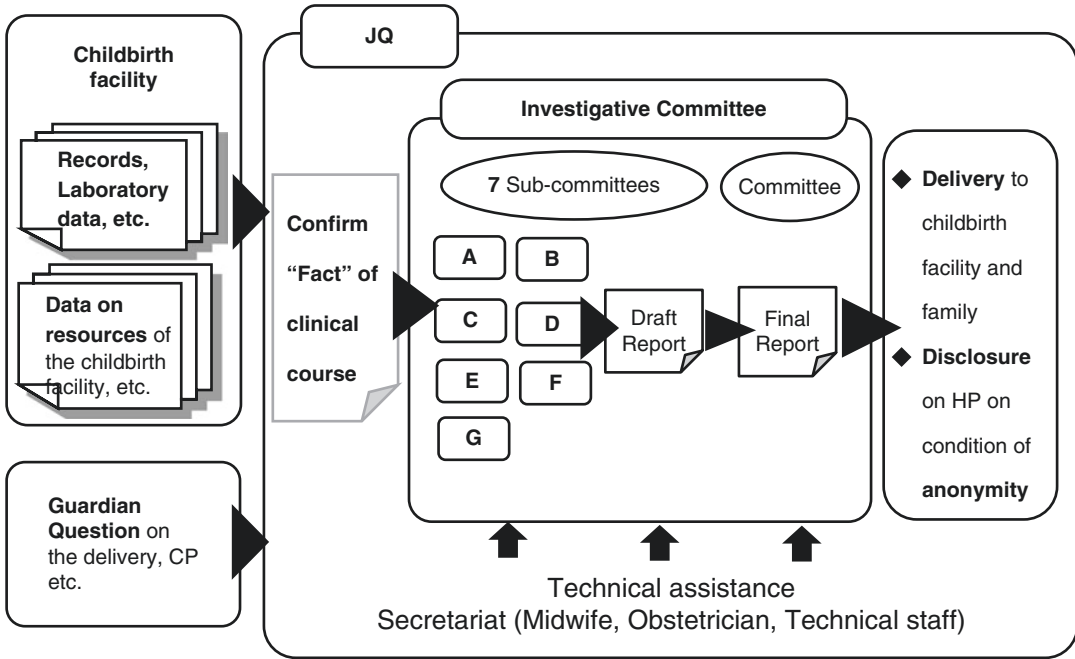 Childbirth
facility
Records,
Laboratory
data, etc.
Data on
resources of
the childbirth
facility, etc.
Guardian
Question on
the delivery, CP
etc.
JQ
Confirm
“Fact” of
clinical
course
Investigative Committee
7 Sub-committees
Committee
A
B
C
D
E
F
G
Draft
Report
Final
Report
◆ Delivery to
childbirth
facility and
family
◆ Disclosure
on HP on
condition of
anonymity
Technical assistance
Secretariat (Midwife, Obstetrician, Technical staff)